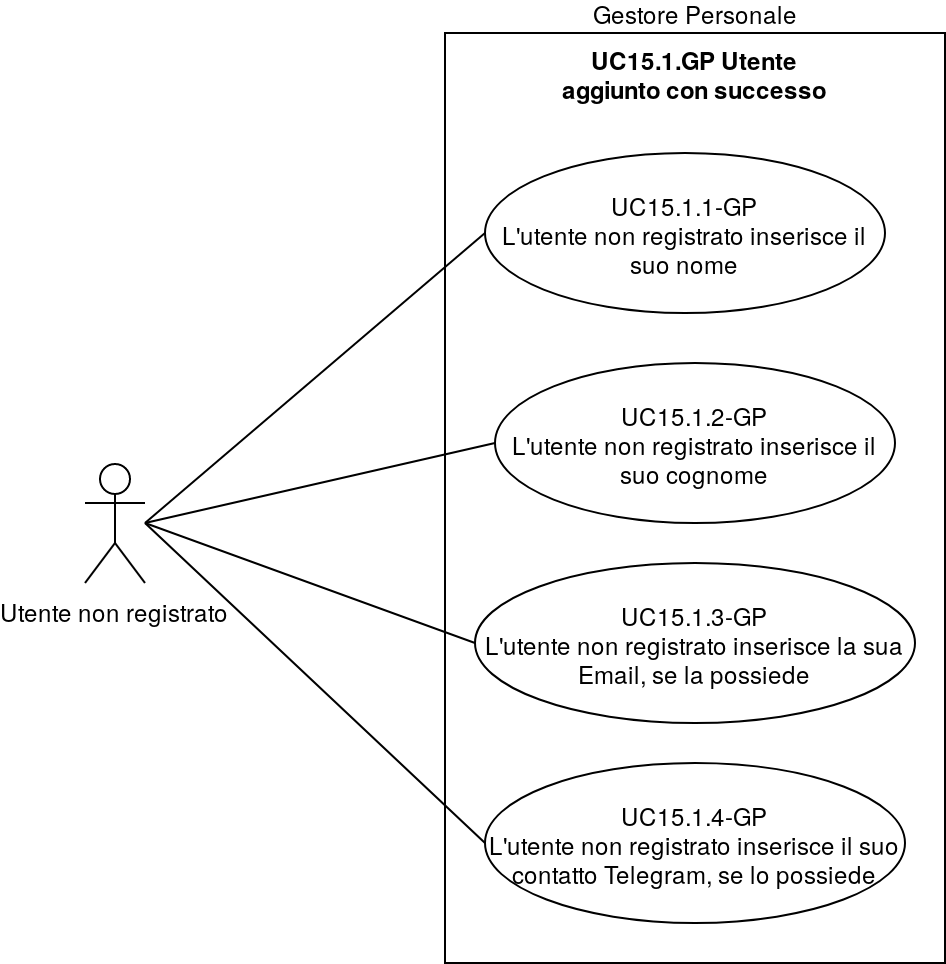 Gestore Personale
UC15.1.GP Utente
aggiunto con successo
UC15.1.1-GP
L'utente non registrato inserisce il
suo nome
UC15.1.2-GP
L'utente non registrato inserisce il
suo cognome
Utente non registrato
UC15.1.3-GP
L'utente non registrato inserisce la sua
Email, se la possiede
UC15.1.4-GP
L'utente non registrato inserisce il suo
contatto Telegram, se lo possiede